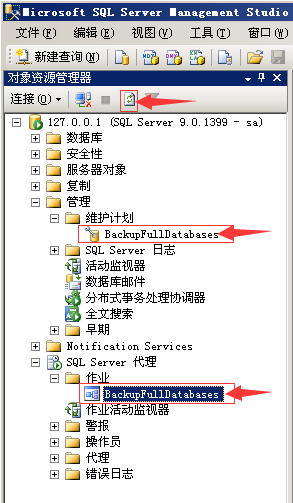 Microsoft SQL Server Management Studio
文件(F) 编辑(E) 视图(V) 工具(T) 窗口(W)
新建查询(N) MDX DMX XMLA
对象资源管理器
连接(O)
127.0.0.1 (SQL Server 9.0.1399 - sa)
数据库
安全性
服务器对象
复制
管理
维护计划
BackupFullDatabases
SQL Server 日志
活动监视器
数据库邮件
分布式事务处理协调器
全文搜索
早期
Notification Services
SQL Server 代理
作业
BackupFullDatabases
作业活动监视器
警报
操作员
代理
错误日志